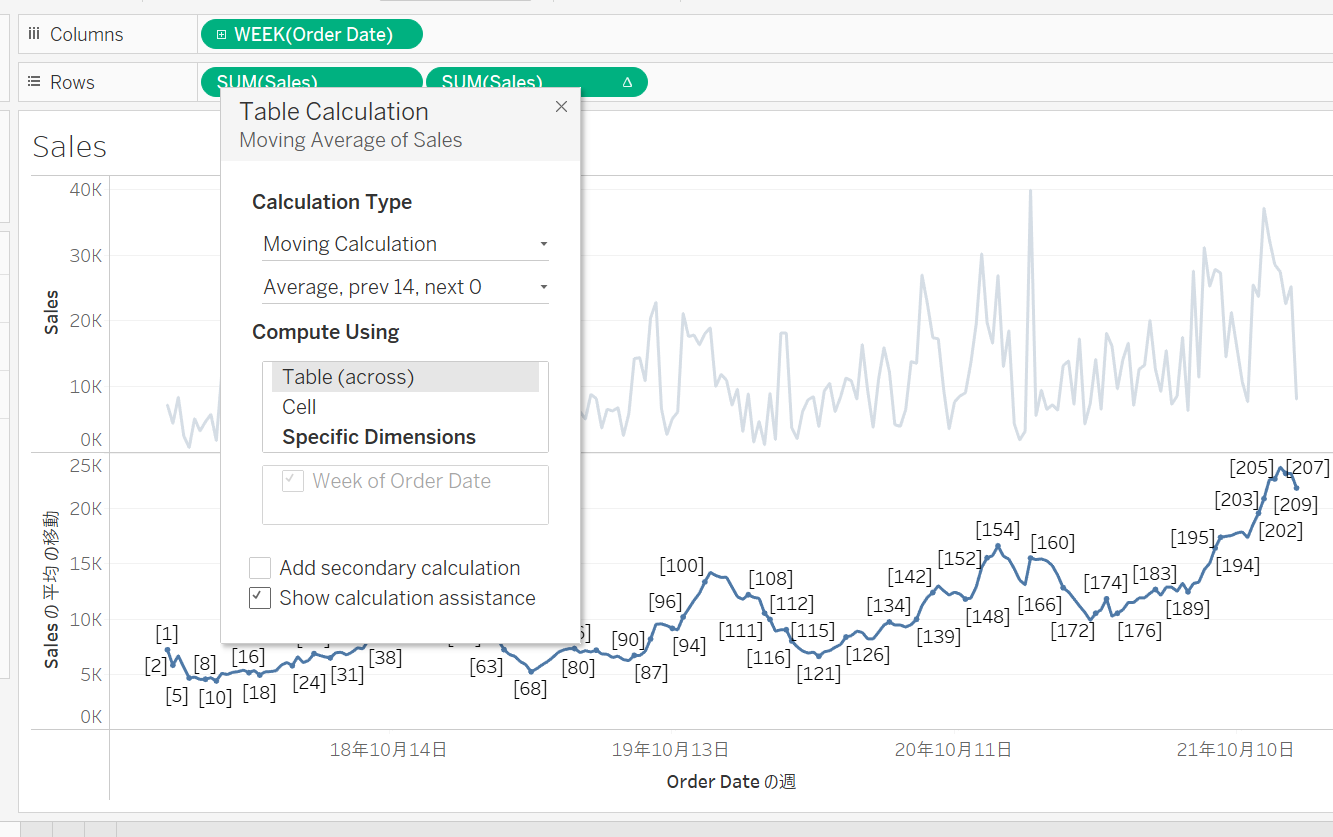 Columns
WEEK(Order Date)
Rows
SUM(Sales)
SUM(Sales)
Δ
Table Calculation
Moving Average of Sales
Sales
Calculation Type
Moving Calculation
Average, prev 14, next 0
Compute Using
Table (across)
Cell
Specific Dimensions
Week of Order Date
Add secondary calculation
Show calculation assistance
Sales
40K
30K
20K
10K
0K
Sales の 平均 の移動
25K
20K
15K
10K
5K
0K
[1]
[2]
[5]
[8]
[10]
[16]
[18]
[24]
[31]
[38]
[63]
[68]
[80]
[87]
[90]
[94]
[96]
[100]
[108]
[111]
[112]
[115]
[116]
[121]
[126]
[134]
[139]
[142]
[148]
[152]
[154]
[160]
[166]
[172]
[174]
[176]
[183]
[189]
[194]
[195]
[202]
[203]
[205]
[207]
[209]
18年10月14日
19年10月13日
20年10月11日
21年10月10日
Order Date の週